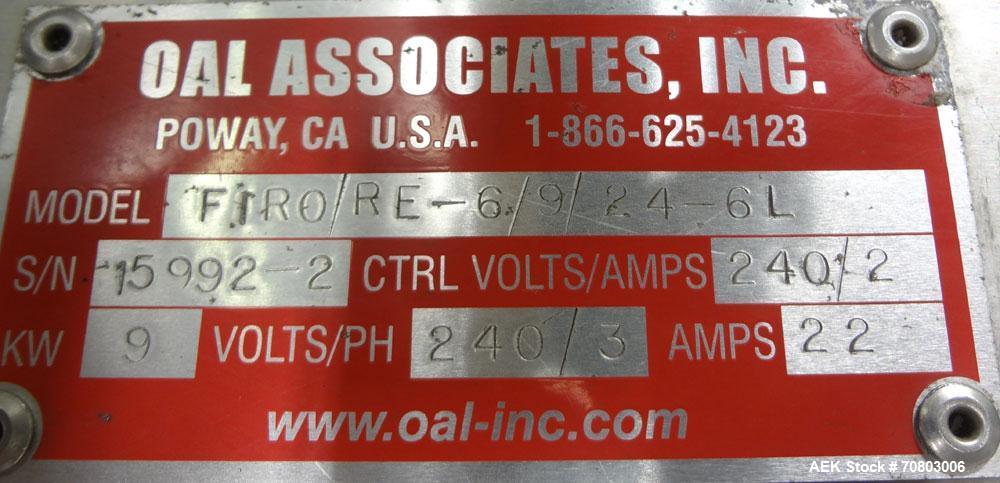 OAL ASSOCIATES, INC.
POWAY, CA U.S.A. 1-866-625-4123
MODEL FIRO/RE-6/9/24-6L
S/N 15992-2 CTRL VOLTS/AMPS 240/2
KW 9 VOLTS/PH 240/3 AMPS 22
www.oal-inc.com
AEK Stock # 70803006